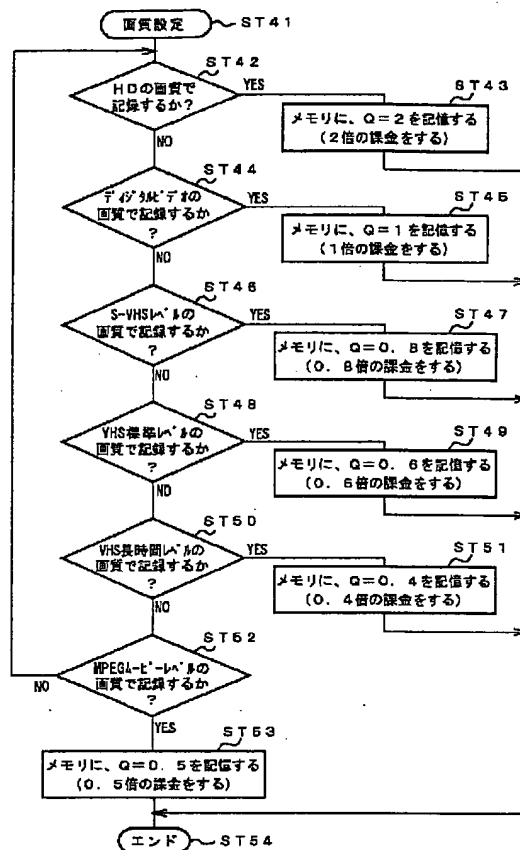 画質設定 ST41
ST42
HDの画質で
記録するか?
YES
NO
ST43
メモリに、Q=2を記憶する
(2倍の課金をする)
ST44
ディジタルビデオの
画質で記録するか
?
YES
NO
ST45
メモリに、Q=1を記憶する
(1倍の課金をする)
ST46
S-VHSレベルの
画質で記録するか
?
YES
NO
ST47
メモリに、Q=0.8を記憶する
(0.8倍の課金をする)
ST48
VHS標準レベルの
画質で記録するか
?
YES
NO
ST49
メモリに、Q=0.6を記憶する
(0.6倍の課金をする)
ST50
VHS長時間レベルの
画質で記録するか
?
YES
NO
ST51
メモリに、Q=0.4を記憶する
(0.4倍の課金をする)
ST52
MPEGムービーレベルの
画質で記録するか
?
NO
YES
ST53
メモリに、Q=0.5を記憶する
(0.5倍の課金をする)
エンド ST54